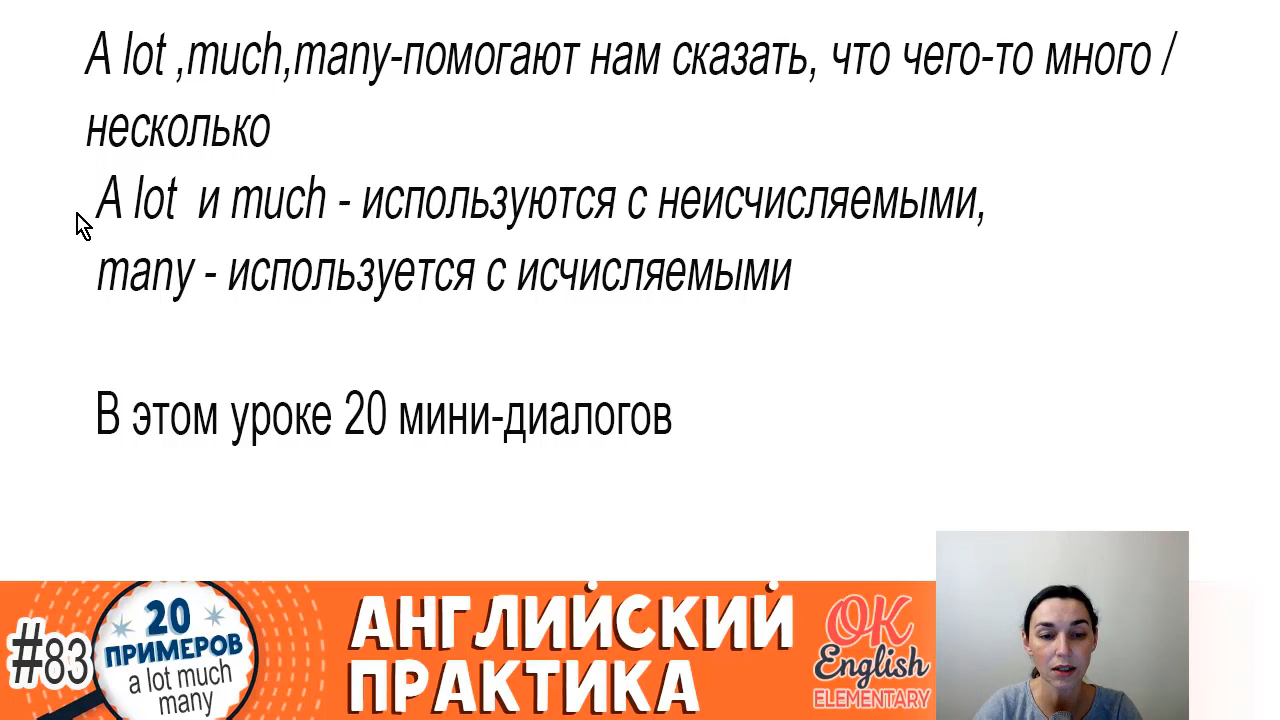 A lot ,much,many-помогают нам сказать, что чего-то много /
несколько
A lot и much - используются с неисчисляемыми,
many - используется с исчисляемыми
В этом уроке 20 мини-диалогов
#83
20
ПРИМЕРОВ
a lot much
many
АНГЛИЙСКИЙ
ПРАКТИКА
OK
English
ELEMENTARY